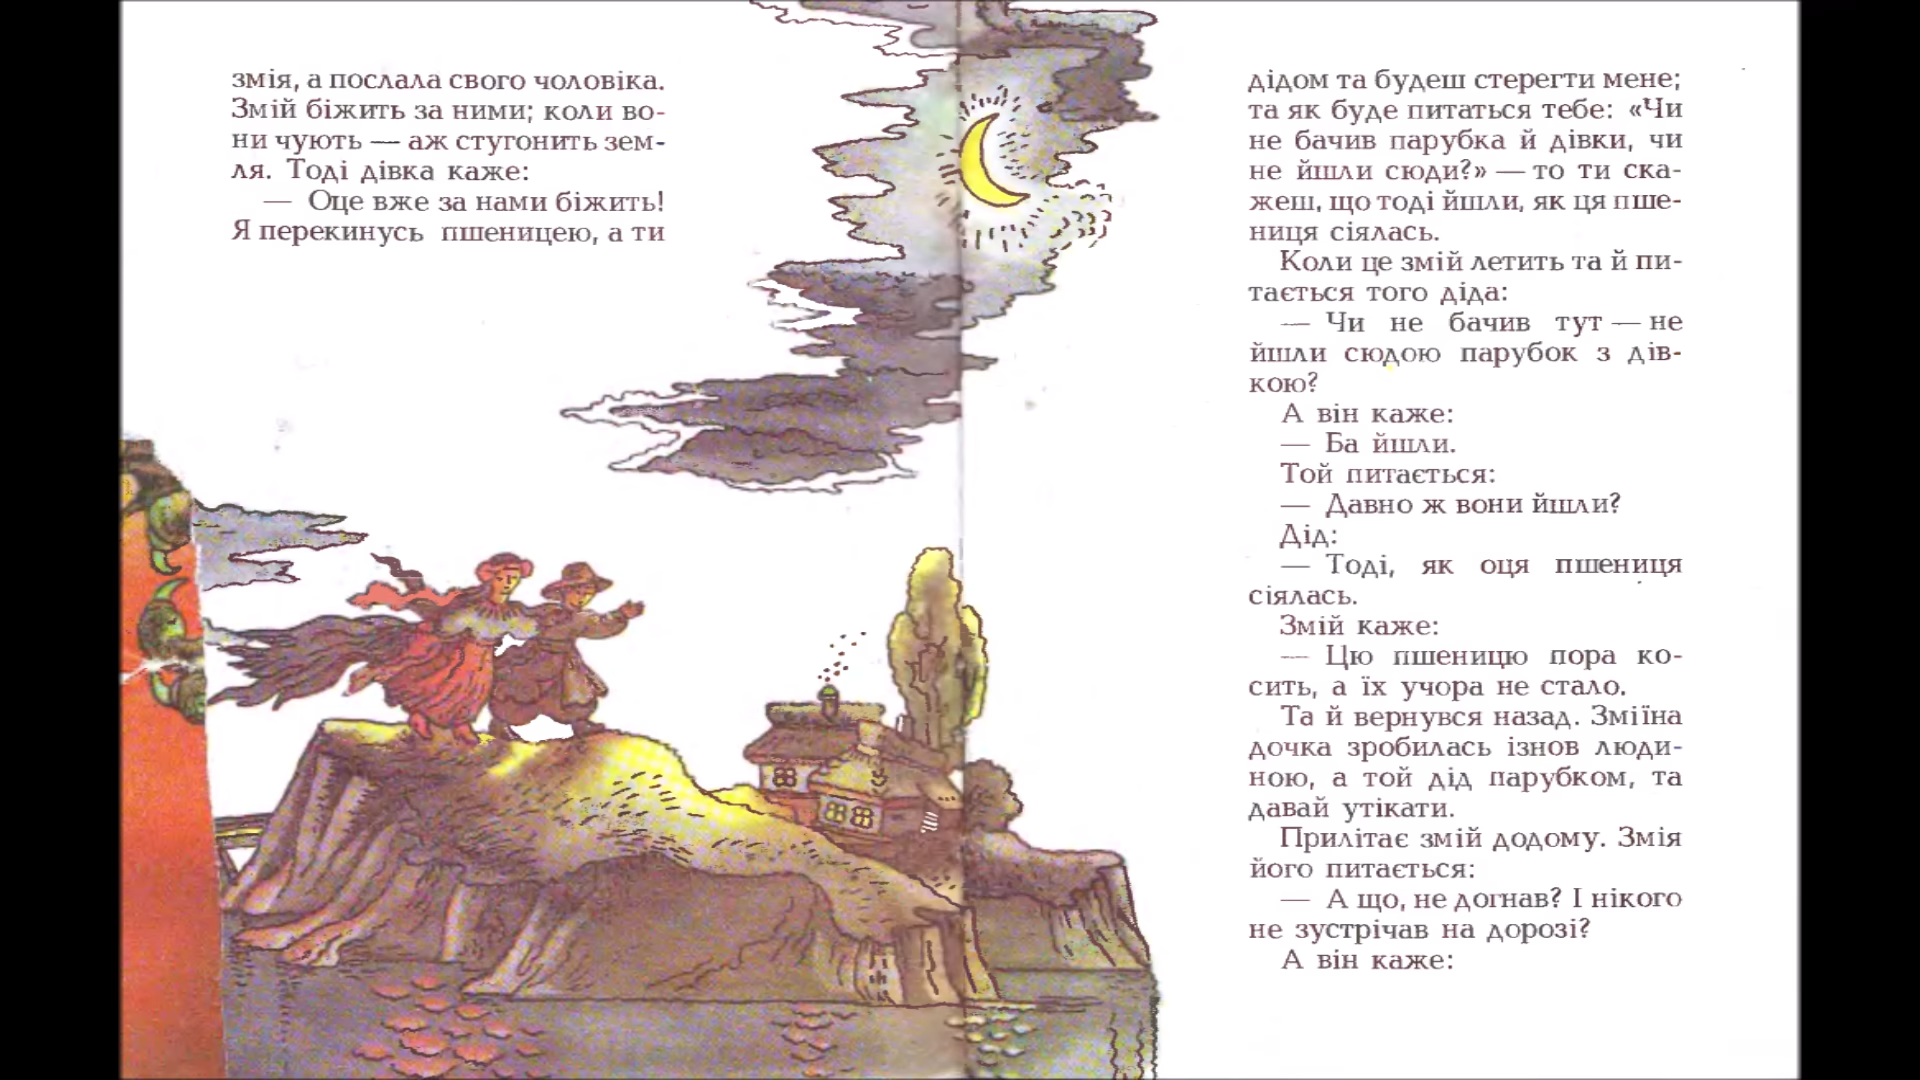 змія, а послала свого чоловіка.
Змій біжить за ними; коли во-
ни чують — аж стугонить зем-
ля. Тоді дівка каже:
— Оце вже за нами біжить!
Я перекинусь пшеницею, а ти
дідом та будеш стерегти мене;
та як буде питаться тебе: «Чи
не бачив парубка й дівки, чи
не йшли сюди?» — то ти ска-
жеш, що тоді йшли, як ця пше-
ниця сіялась.
Коли це змій летить та й пи-
тається того діда:
— Чи не бачив тут — не
йшли сюдою парубок з дів-
кою?
А він каже:
— Ба йшли.
Той питається:
— Давно ж вони йшли?
Дід:
— Тоді, як оця пшениця
сіялась.
Змій каже:
— Цю пшеницю пора ко-
сить, а їх учора не стало.
Та й вернувся назад. Зміїна
дочка зробилась ізнов люди-
ною, а той дід парубком, та
давай утікати.
Прилітає змій додому. Змія
його питається:
— А що, не догнав? І нікого
не зустрічав на дорозі?
А він каже: